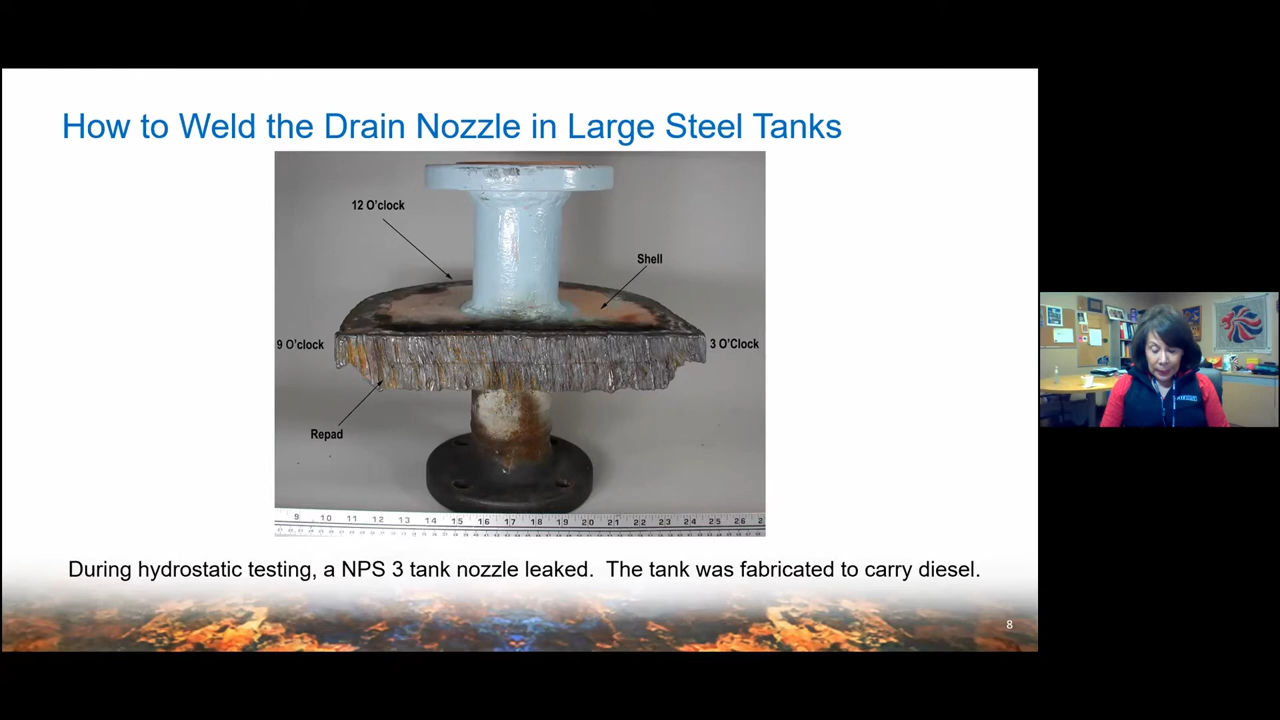 How to Weld the Drain Nozzle in Large Steel Tanks
12 O'clock
Shell
9 O'clock
3 O'Clock
Repad
9 10 11 12 13 14 15 16 17 18 19 20 21 22 23 24 25 26
During hydrostatic testing, a NPS 3 tank nozzle leaked. The tank was fabricated to carry diesel.
8